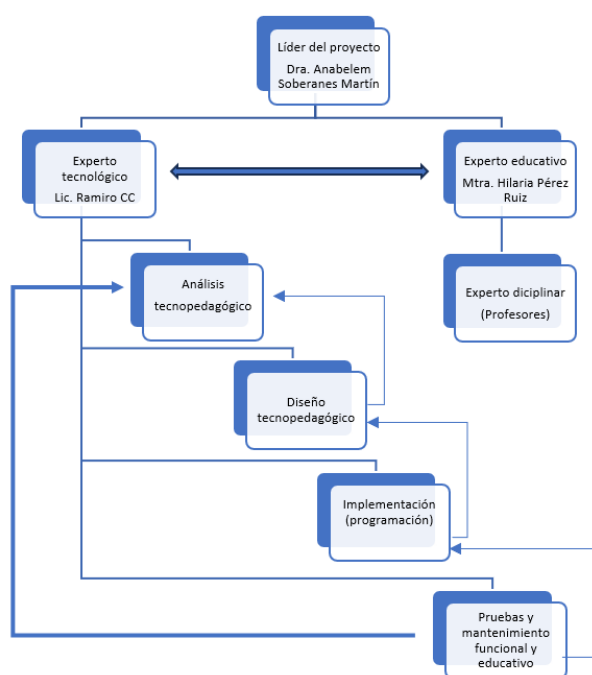 Líder del proyecto
Dra. Anabelem
Soberanes Martín
Experto
tecnológico
Lic. Ramiro CC
Experto educativo
Mtra. Hilaria Pérez
Ruiz
Análisis
tecnopedagógico
Experto diciplinar
(Profesores)
Diseño
tecnopedagógico
Implementación
(programación)
Pruebas y
mantenimiento
funcional y
educativo